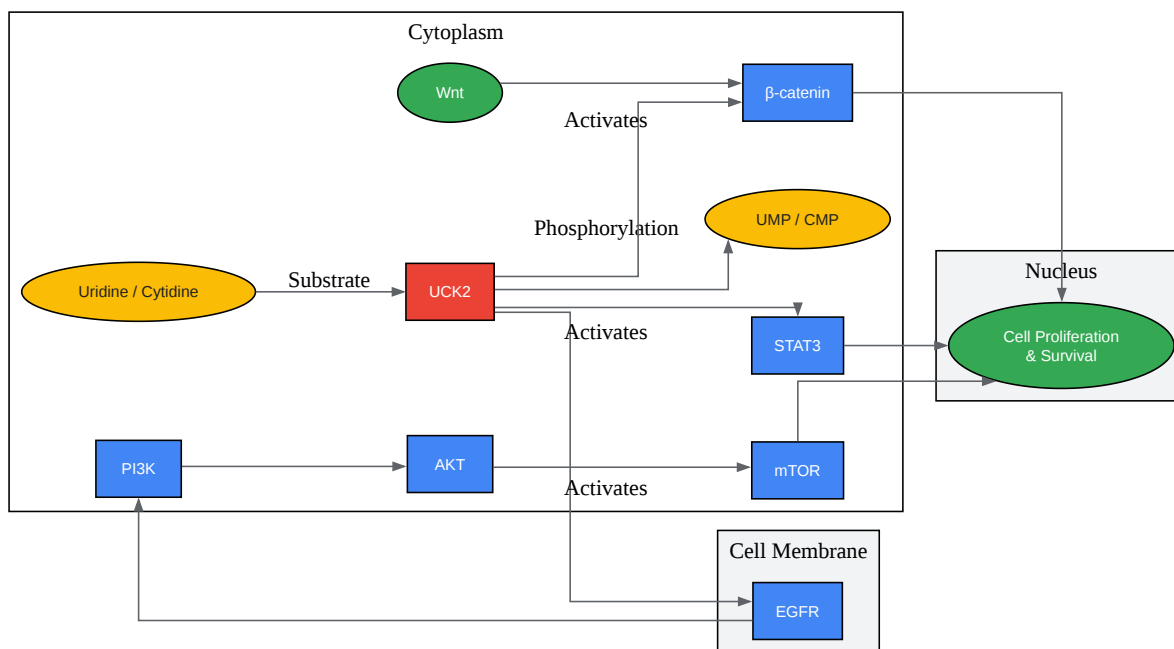 Cytoplasm
Wnt
β-catenin
Activates
UMP / CMP
Phosphorylation
Nucleus
Uridine / Cytidine
Substrate
UCK2
Activates
STAT3
Cell Proliferation
& Survival
PI3K
AKT
mTOR
Activates
Cell Membrane
EGFR